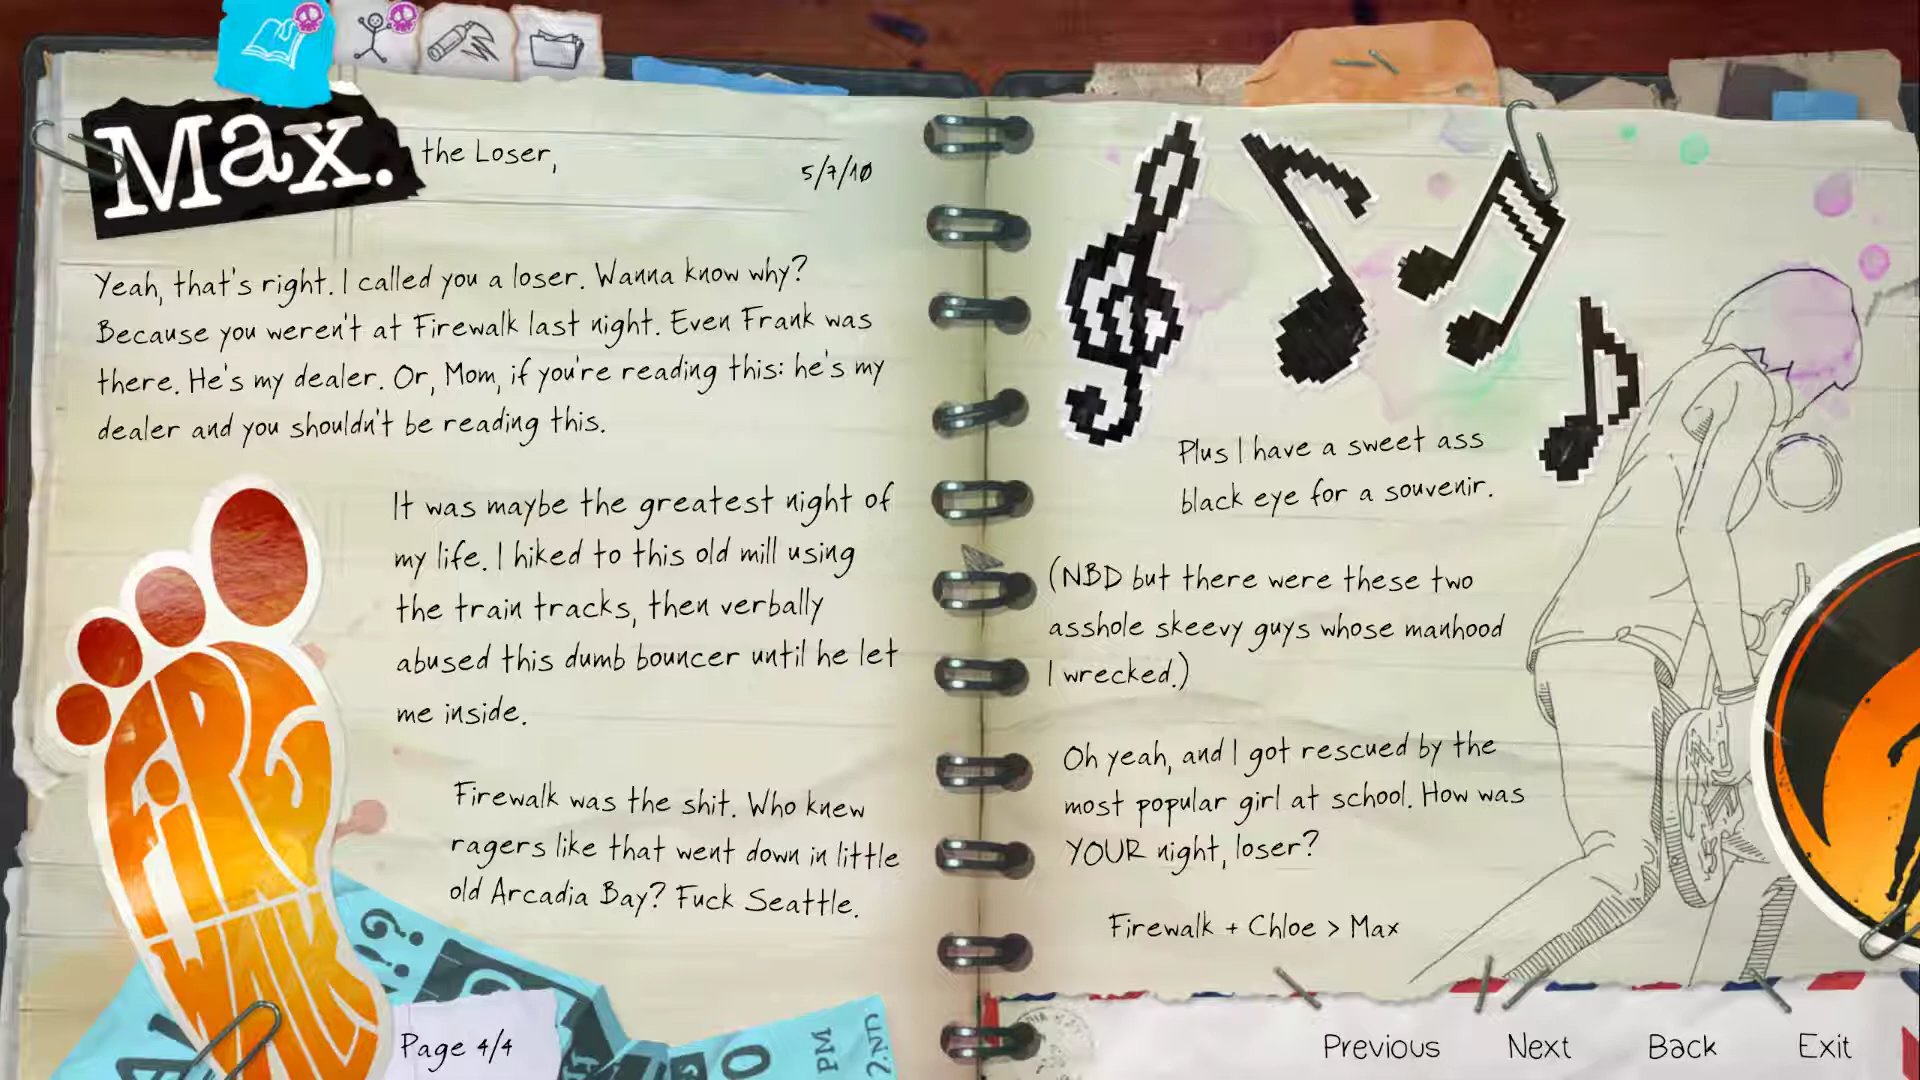 Max. the Loser,
5/7/10
Yeah, that's right. I called you a loser. Wanna know why?
Because you weren't at Firewalk last night. Even Frank was
there. He's my dealer. Or, Mom, if you're reading this: he's my
dealer and you shouldn't be reading this.
It was maybe the greatest night of
my life. I hiked to this old mill using
the train tracks, then verbally
abused this dumb bouncer until he let
me inside.
Firewalk was the shit. Who knew
ragers like that went down in little
old Arcadia Bay? Fuck Seattle.
FiRE
WALK
PM
Page 4/4
Plus I have a sweet ass
black eye for a souvenir.
(NBD but there were these two
asshole skeevy guys whose manhood
I wrecked.)
Oh yeah, and I got rescued by the
most popular girl at school. How was
YOUR night, loser?
Firewalk + Chloe > Max
Previous
Next
Back
Exit